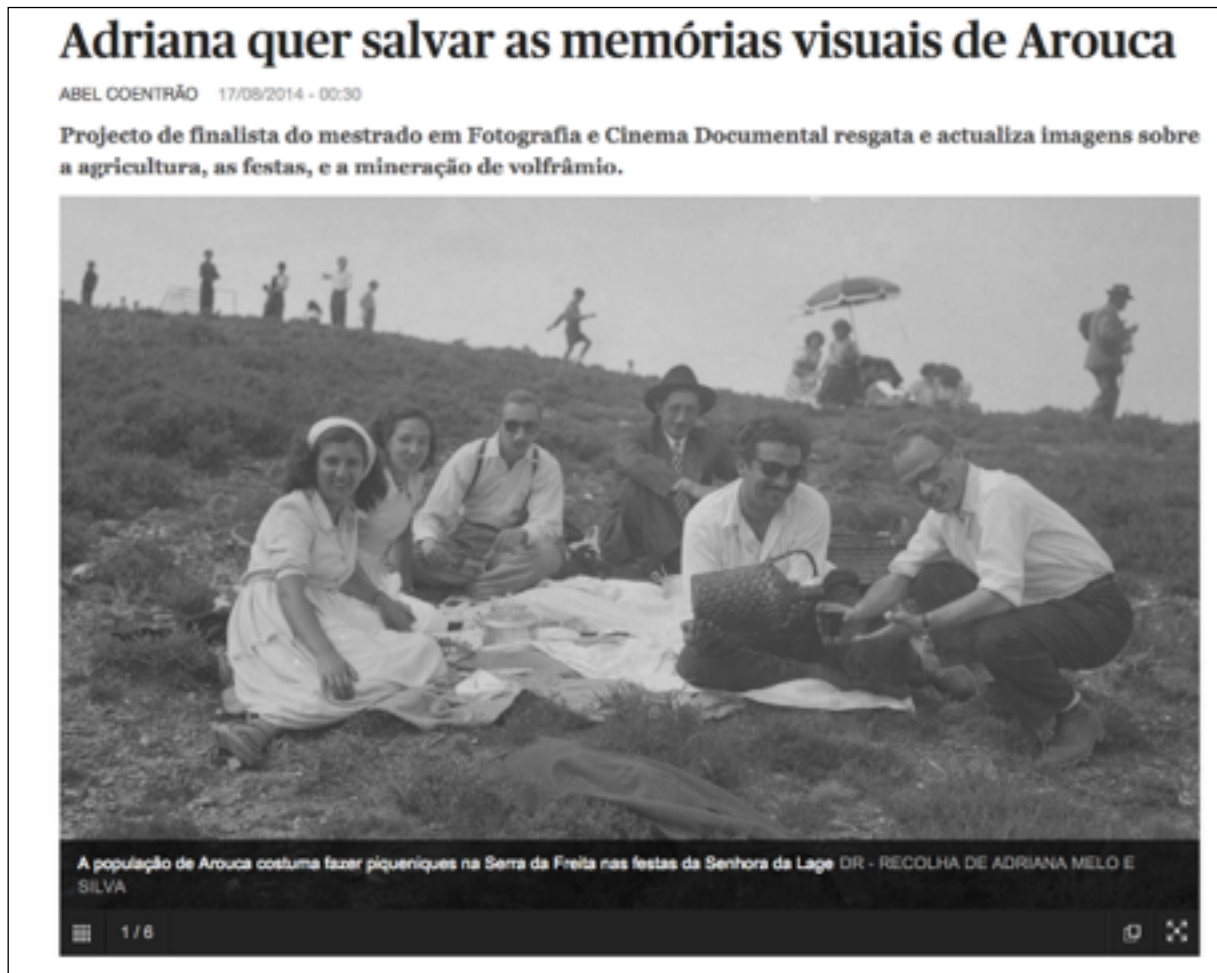 Adriana quer salvar as memórias visuais de Arouca
ABEL COENTRÃO 17/08/2014 - 00:30
Projecto de finalista do mestrado em Fotografia e Cinema Documental resgata e actualiza imagens sobre
a agricultura, as festas, e a mineração de volfrâmio.
A população de Arouca costuma fazer piqueniques na Serra da Freita nas festas da Senhora da Lage DR - RECOLHA DE ADRIANA MELO E
SILVA
1 / 6